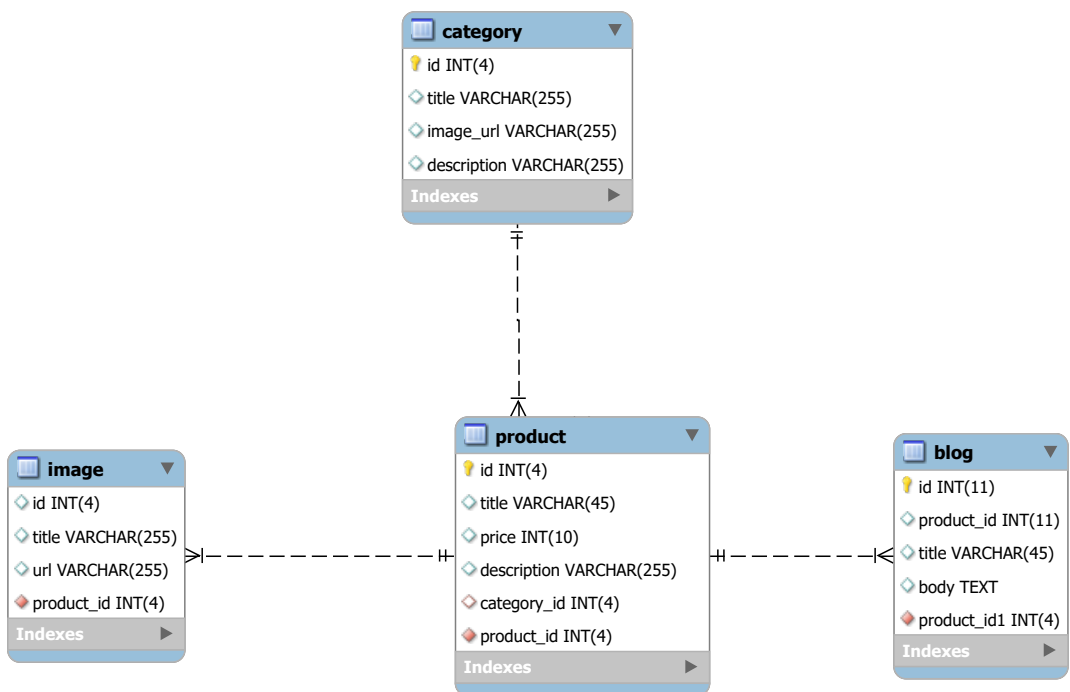 category
id INT(4)
title VARCHAR(255)
image_url VARCHAR(255)
description VARCHAR(255)
Indexes
image
id INT(4)
title VARCHAR(255)
url VARCHAR(255)
product_id INT(4)
Indexes
product
id INT(4)
title VARCHAR(45)
price INT(10)
description VARCHAR(255)
category_id INT(4)
product_id INT(4)
Indexes
blog
id INT(11)
product_id INT(11)
title VARCHAR(45)
body TEXT
product_id1 INT(4)
Indexes